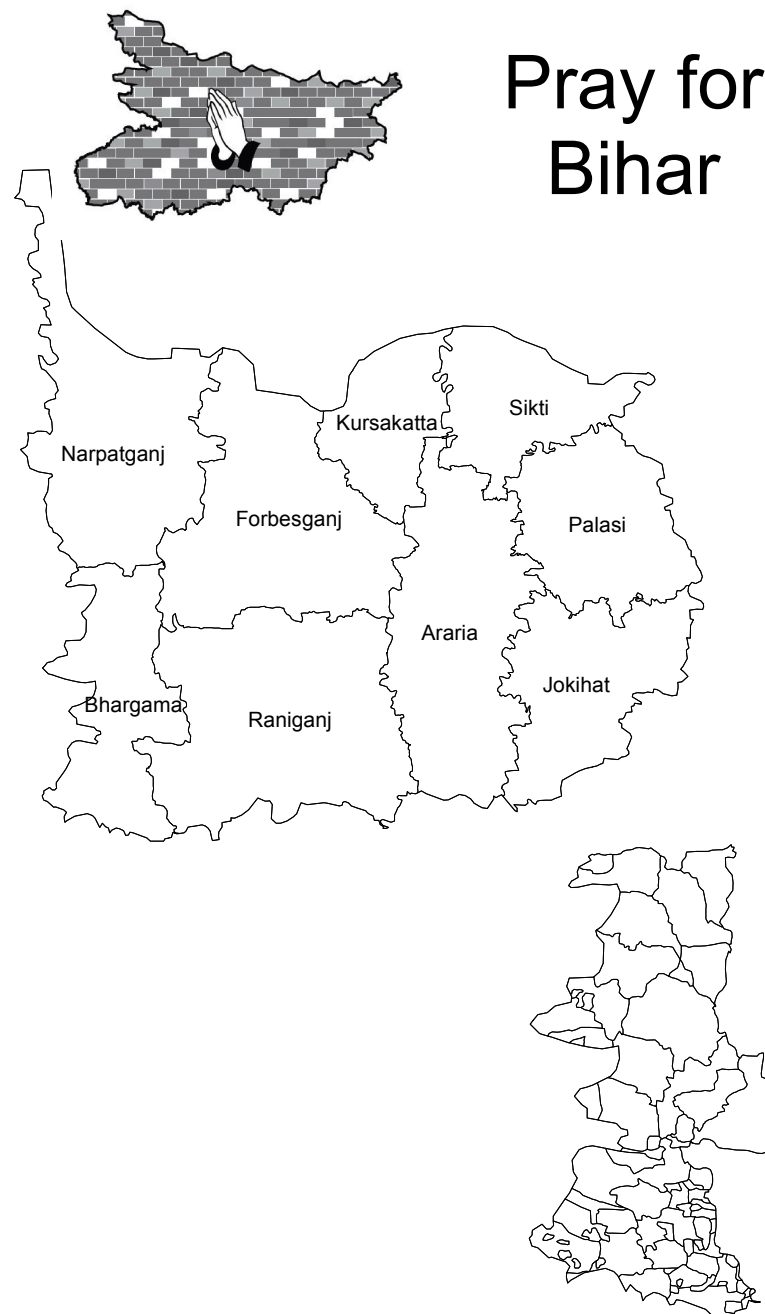 Pray for
Bihar
Sikti
Kursakatta
Narpatganj
Forbesganj
Palasi
Araria
Jokihat
Bhargama
Raniganj